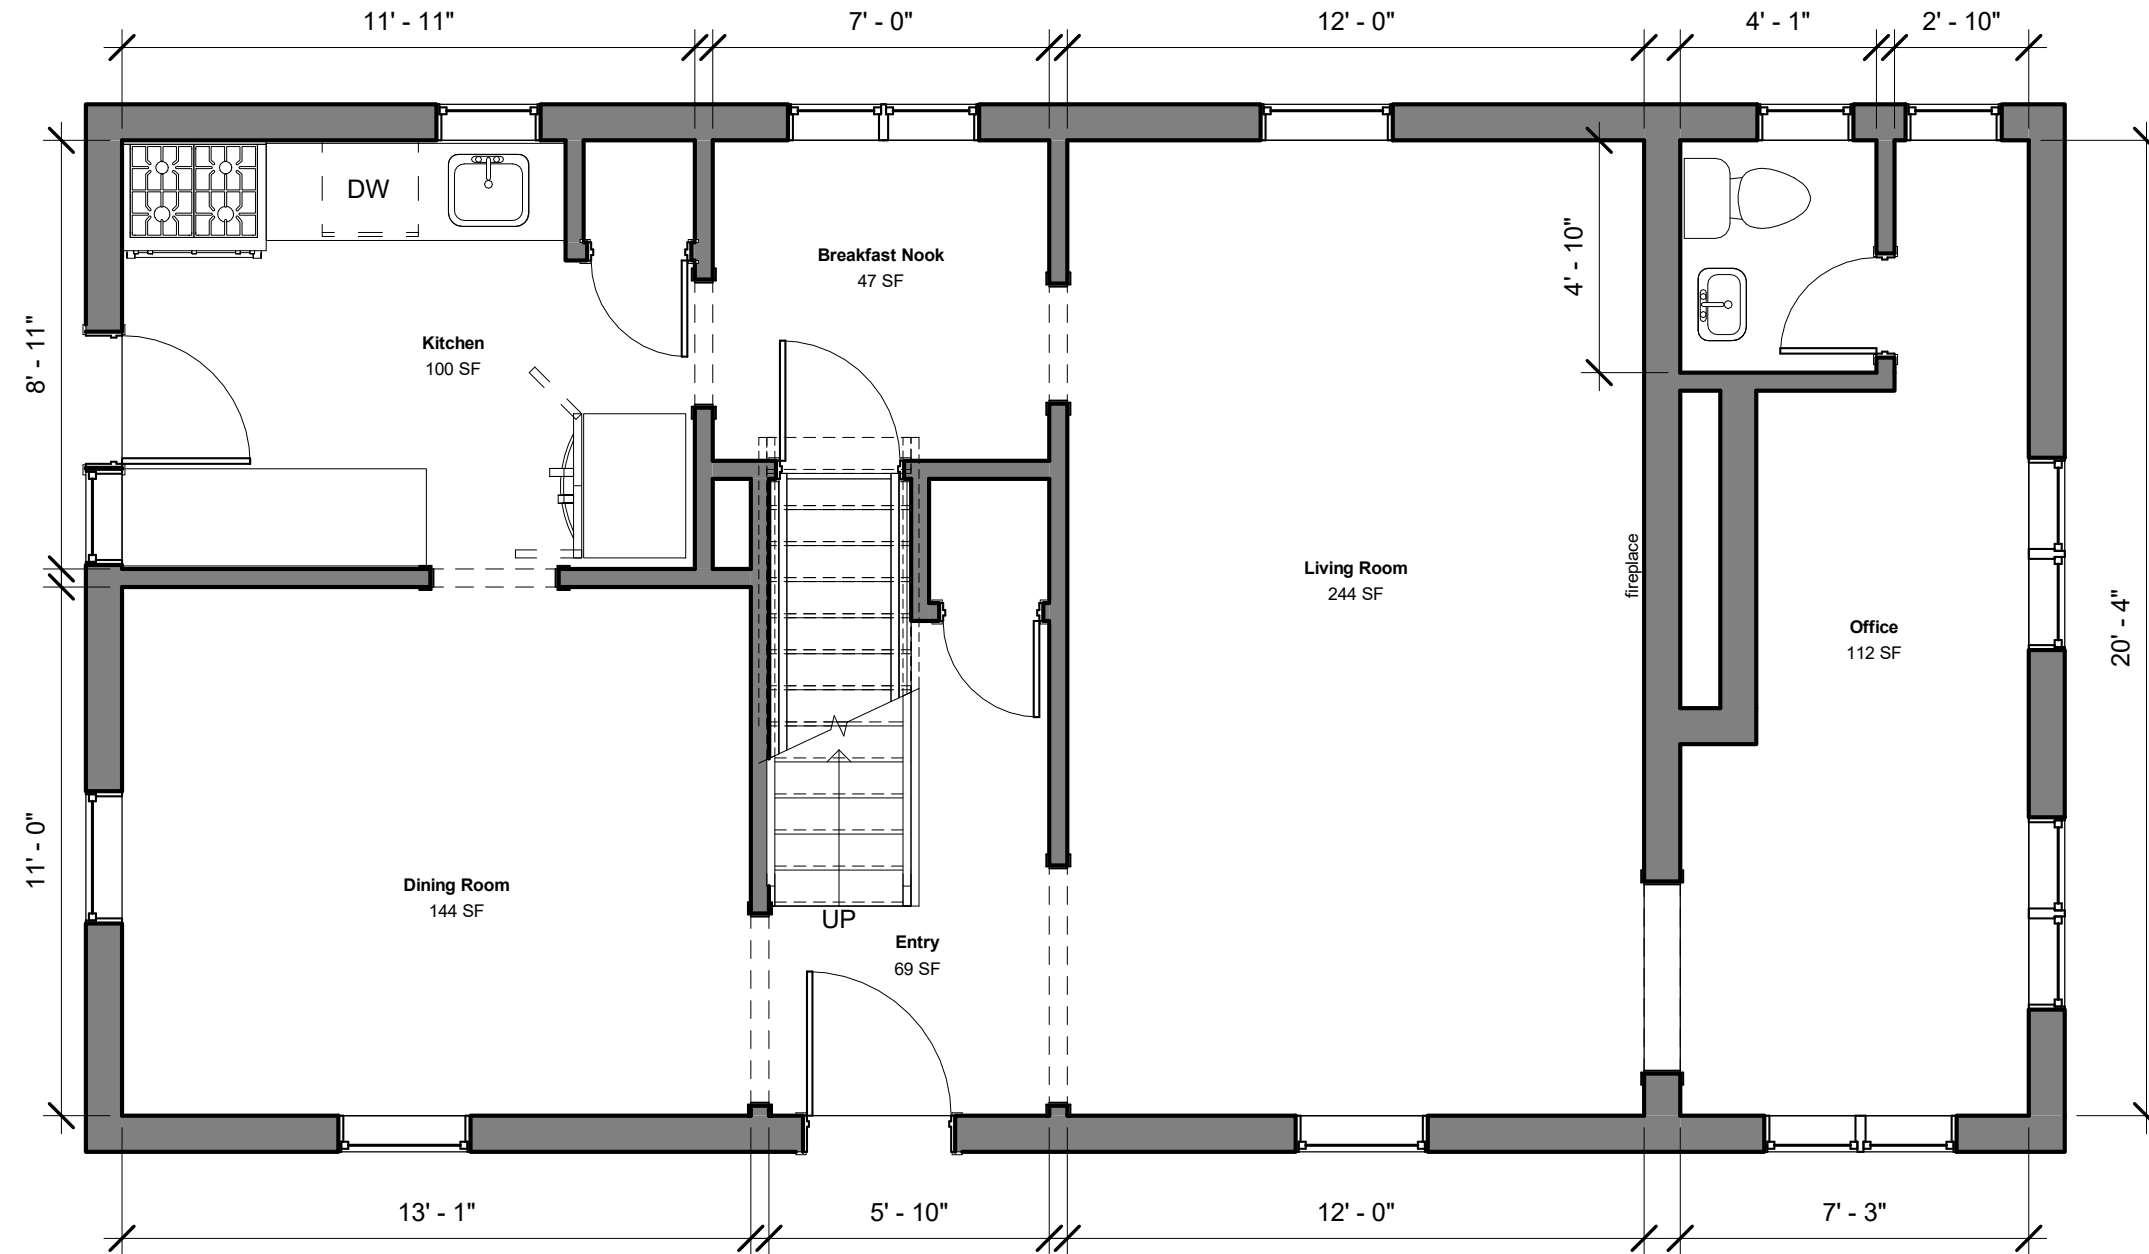 11' - 11"
7' - 0"
12' - 0"
4' - 1"
2' - 10"
DW
Breakfast Nook
47 SF
4' - 10"
8' - 11"
Kitchen
100 SF
fireplace
Living Room
244 SF
Office
112 SF
20' - 4"
11' - 0"
Dining Room
144 SF
UP
Entry
69 SF
13' - 1"
5' - 10"
12' - 0"
7' - 3"